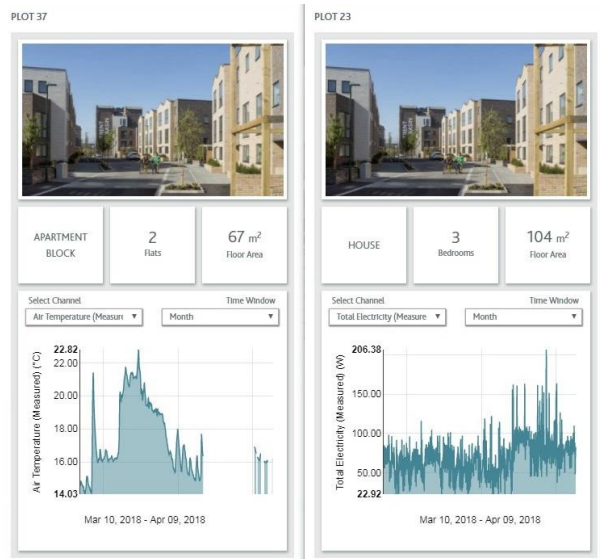 PLOT 37
APARTMENT
BLOCK
2
Flats
67 m²
Floor Area
Select Channel
Time Window
Air Temperature (Measure
Month
Air Temperature (Measured) (°C)
22.82
22.00
20.00
18.00
16.00
14.03
Mar 10, 2018 - Apr 09, 2018
PLOT 23
HOUSE
3
Bedrooms
104 m²
Floor Area
Select Channel
Time Window
Total Electricity (Measure
Month
Total Electricity (Measured) (W)
206.38
150.00
100.00
50.00
22.92
Mar 10, 2018 - Apr 09, 2018